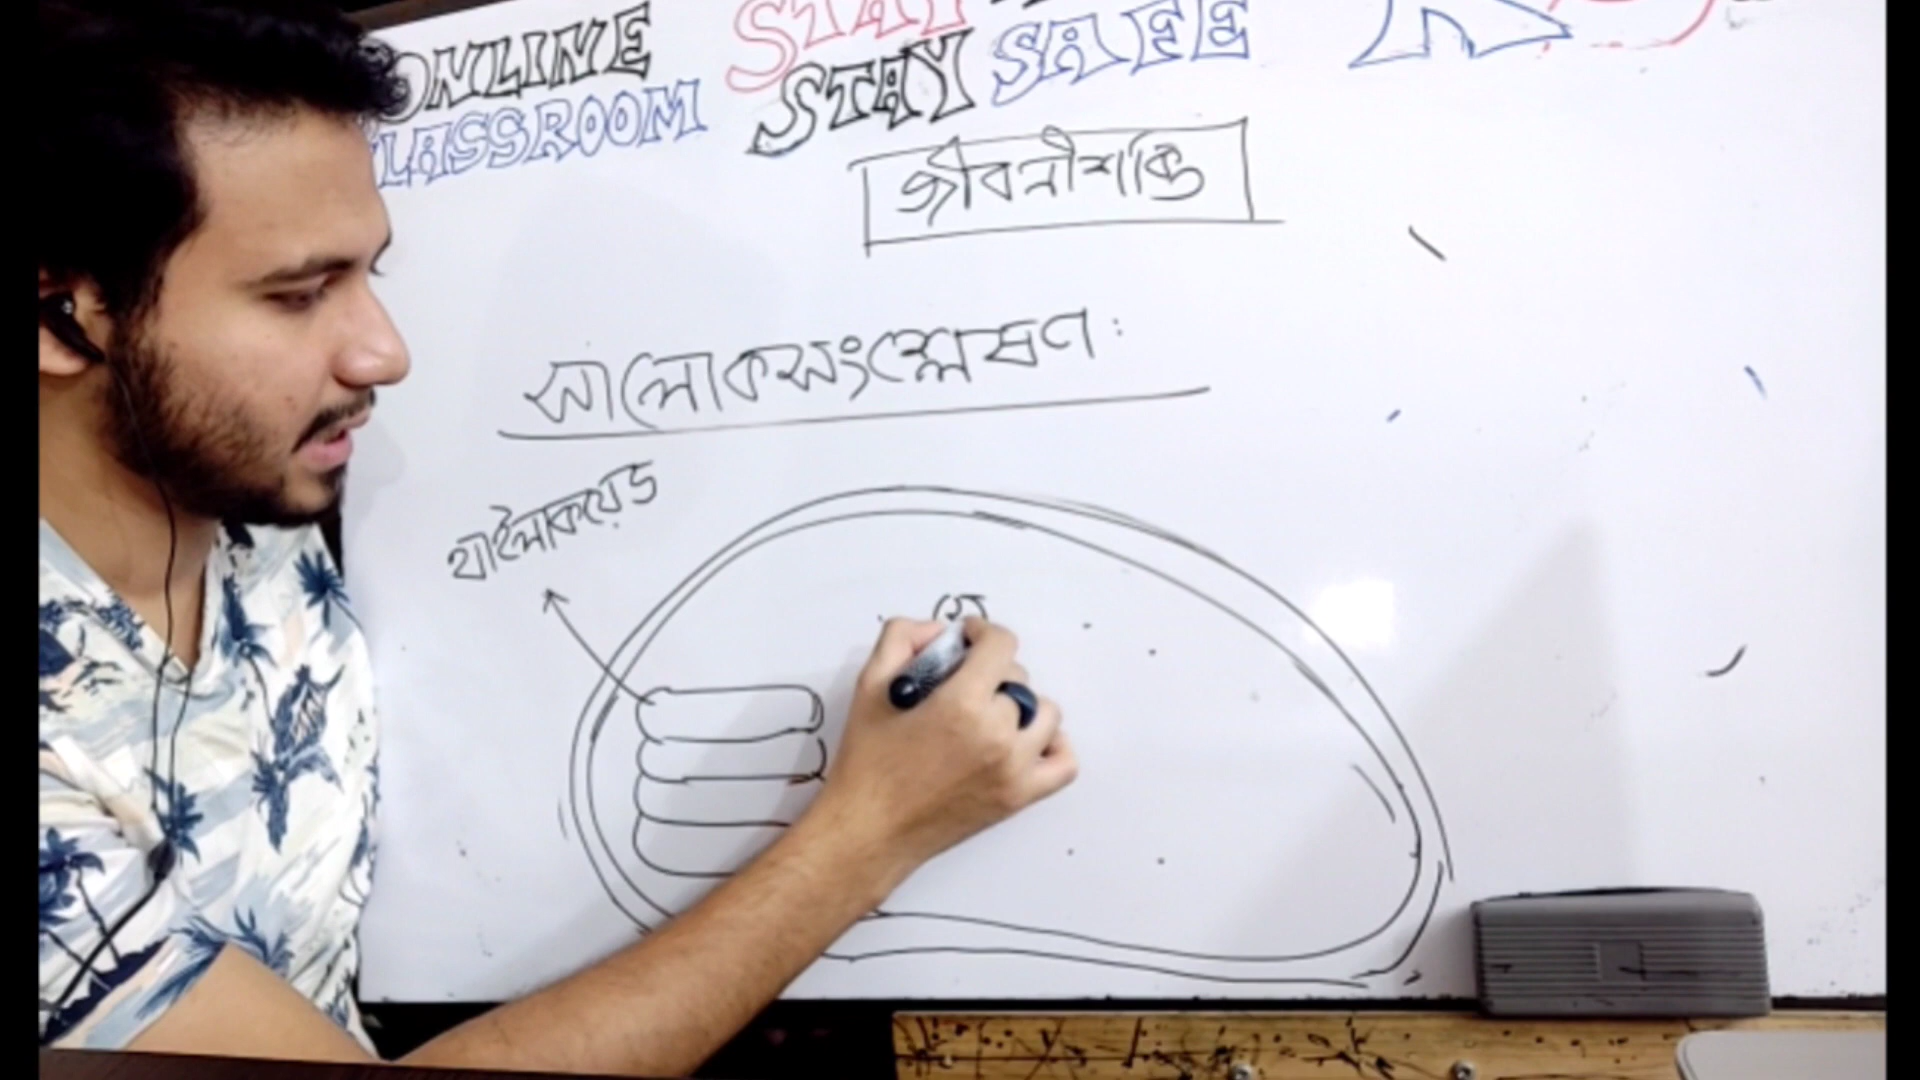 ONLINE
CLASSROOM
STAY
STAY SAFE
জীবনীশক্তি
সালোকসংশ্লেষণ:
থাইলাকয়েড